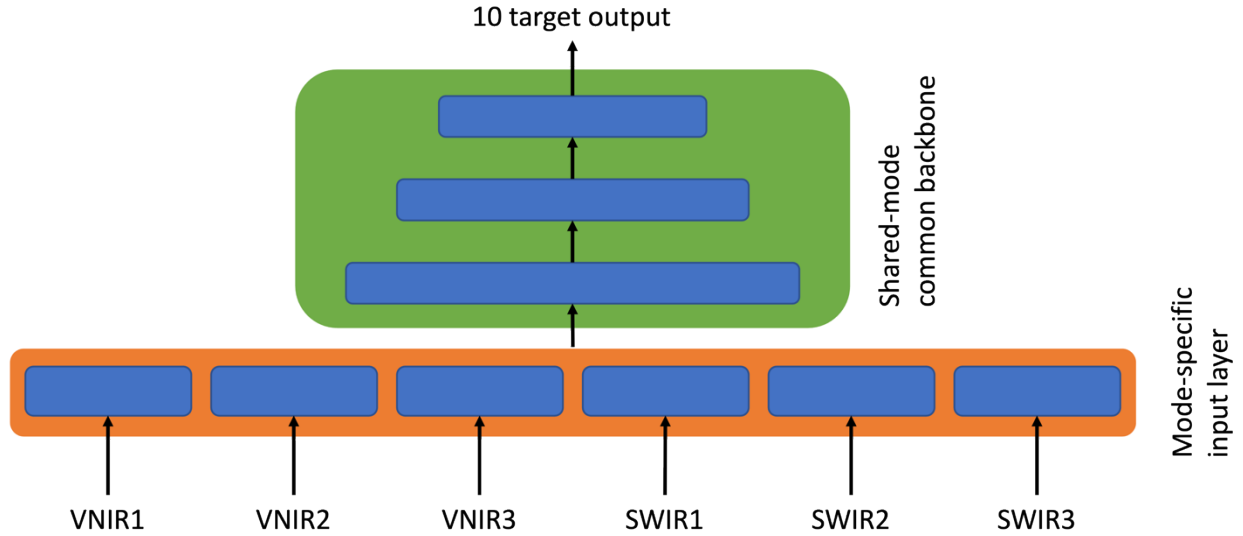 10 target output
Shared-mode
common backbone
Mode-specific
input layer
VNIR1
VNIR2
VNIR3
SWIR1
SWIR2
SWIR3